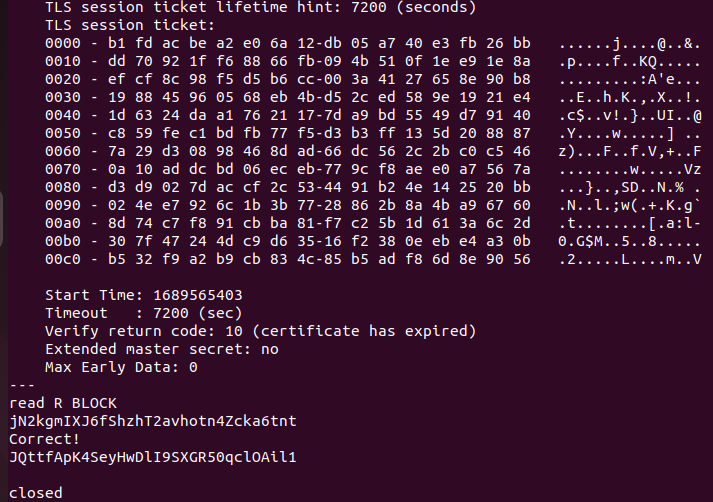 TLS session ticket lifetime hint: 7200 (seconds)
TLS session ticket:
0000 - b1 fd ac be a2 e0 6a 12-db 05 a7 40 e3 fb 26 bb   ......j....@..&.
0010 - dd 70 92 1f f6 88 66 fb-09 4b 51 0f 1e e9 1e 8a   .p....f..KQ.....
0020 - ef cf 8c 98 f5 d5 b6 cc-00 3a 41 27 65 8e 90 b8   .........:A'e...
0030 - 19 88 45 96 05 68 eb 4b-d5 2c ed 58 9e 19 21 e4   ..E..h.K.,.X..!.
0040 - 1d 63 24 da a1 76 21 17-7d a9 bd 55 49 d7 91 40   .c$..v!.}..UI..@
0050 - c8 59 fe c1 bd fb 77 f5-d3 b3 ff 13 5d 20 88 87   .Y....w.....] ..
0060 - 7a 29 d3 08 98 46 8d ad-66 dc 56 2c 2b c0 c5 46   z)...F..f.V,+..F
0070 - 0a 10 ad dc bd 06 ec eb-77 9c f8 ae e0 a7 56 7a   ........w.....Vz
0080 - d3 d9 02 7d ac cf 2c 53-44 91 b2 4e 14 25 20 bb   ...}..,SD..N.% .
0090 - 02 4e e7 92 6c 1b 3b 77-28 86 2b 8a 4b a9 67 60   .N..l.;w(.+.K.g`
00a0 - 8d 74 c7 f8 91 cb ba 81-f7 c2 5b 1d 61 3a 6c 2d   .t........[.a:l-
00b0 - 30 7f 47 24 4d c9 d6 35-16 f2 38 0e eb e4 a3 0b   0.G$M..5..8.....
00c0 - b5 32 f9 a2 b9 cb 83 4c-85 b5 ad f8 6d 8e 90 56   .2.....L....m..V
Start Time: 1689565403
Timeout   : 7200 (sec)
Verify return code: 10 (certificate has expired)
Extended master secret: no
Max Early Data: 0
---
read R BLOCK
jN2kgmIXJ6fShzhT2avhotn4Zcka6tnt
Correct!
JQttfApK4SeyHwDlI9SXGR50qclOAil1
closed